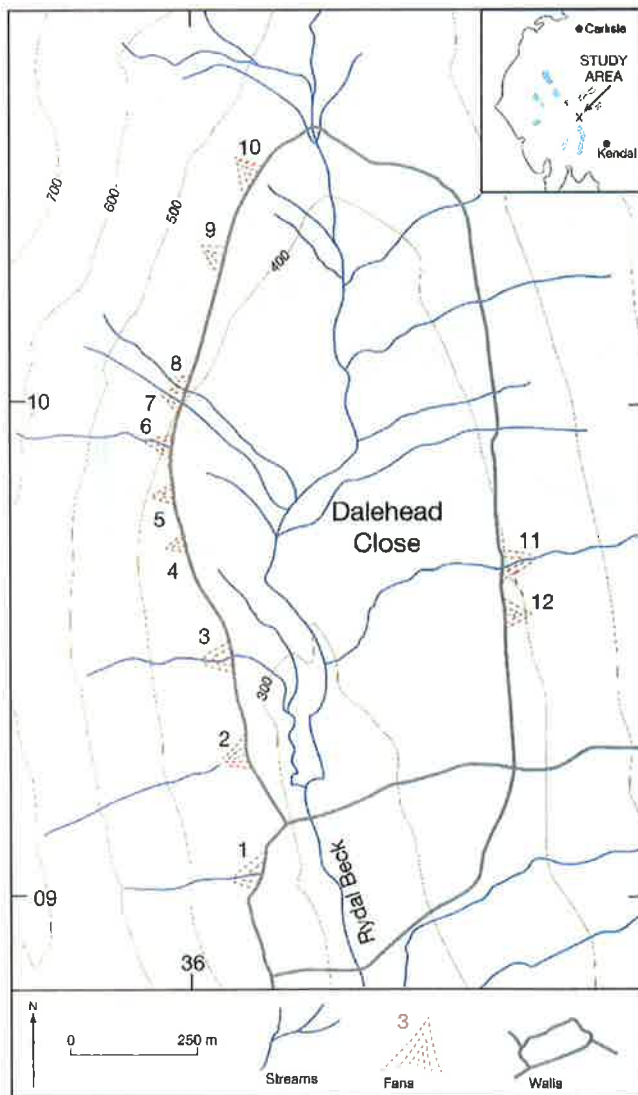 Carlisle
STUDY
AREA
X
Kendal
10
700
600
500
9
400
8
10
7
6
Dalehead
Close
5
11
4
12
3
300
2
1
Rydal Beck
09
36
N
0 250 m
3
Streams Fans Walls